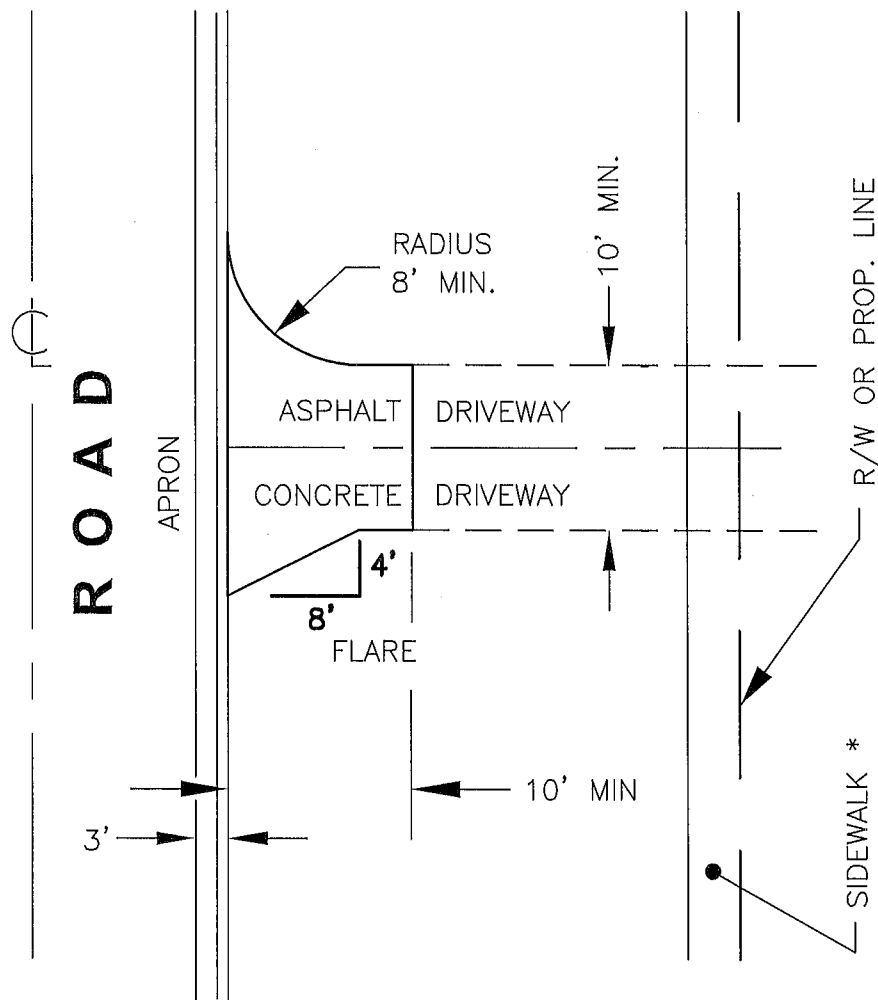 10' MIN.
RADIUS
8' MIN.
R/W OR PROP. LINE
ROAD
APRON
ASPHALT DRIVEWAY
CONCRETE DRIVEWAY
4'
8'
FLARE
10' MIN
3'
SIDEWALK *